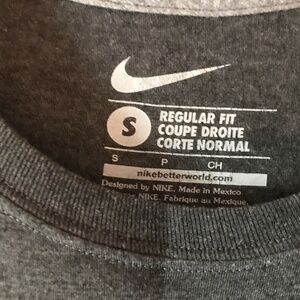 S
REGULAR FIT
COUPE DROITE
CORTE NORMAL
S P CH
nikebetterworld.com
Designed by NIKE. Made in Mexico
NIKE. Fabriqué au Mexique.